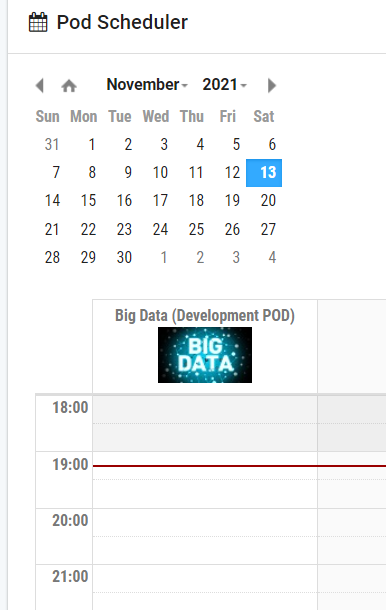 Pod Scheduler
November 2021
Sun Mon Tue Wed Thu Fri Sat
31 1 2 3 4 5 6
7 8 9 10 11 12 13
14 15 16 17 18 19 20
21 22 23 24 25 26 27
28 29 30 1 2 3 4
Big Data (Development POD)
BIG
DATA
18:00
19:00
20:00
21:00